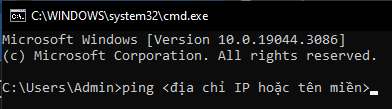 C:\WINDOWS\system32\cmd.exe
Microsoft Windows [Version 10.0.19044.3086]
(c) Microsoft Corporation. All rights reserved.
C:\Users\Admin>ping <địa chỉ IP hoặc tên miền>